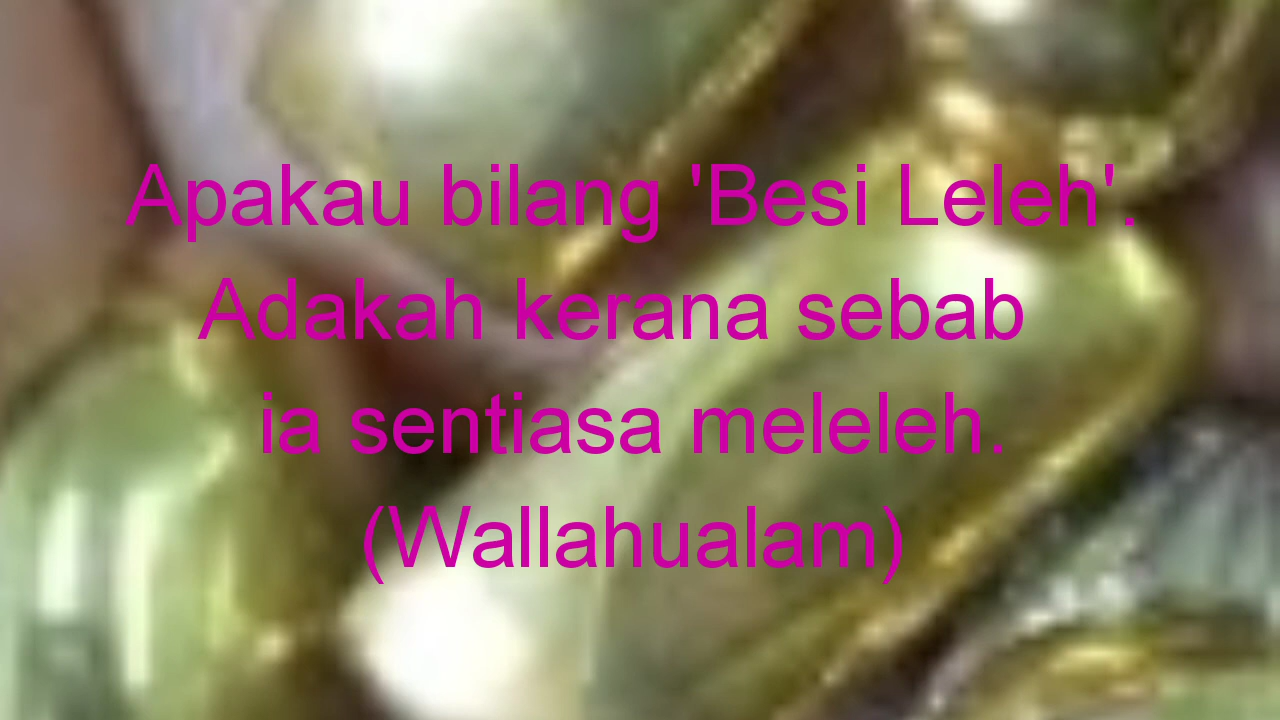 Apakau bilang 'Besi Leleh'.
Adakah kerana sebab
ia sentiasa meleleh.
(Wallahualam)